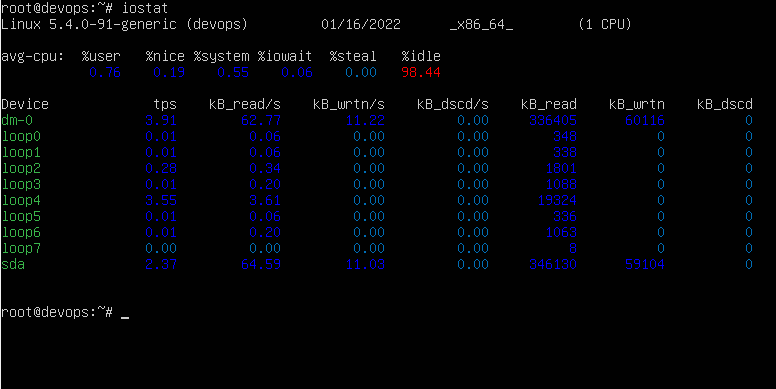 root@devops:~# iostat
Linux 5.4.0-91-generic (devops) 01/16/2022 _x86_64_ (1 CPU)
avg-cpu: %user %nice %system %iowait %steal %idle
0.76 0.19 0.55 0.06 0.00 98.44
Device tps kB_read/s kB_wrtn/s kB_dscd/s kB_read kB_wrtn kB_dscd
dm-0 3.91 62.77 11.22 0.00 336405 60116 0
loop0 0.01 0.06 0.00 0.00 348 0 0
loop1 0.01 0.06 0.00 0.00 338 0 0
loop2 0.28 0.34 0.00 0.00 1801 0 0
loop3 0.01 0.20 0.00 0.00 1088 0 0
loop4 3.55 3.61 0.00 0.00 19324 0 0
loop5 0.01 0.06 0.00 0.00 336 0 0
loop6 0.01 0.20 0.00 0.00 1063 0 0
loop7 0.00 0.00 0.00 0.00 8 0 0
sda 2.37 64.59 11.03 0.00 346130 59104 0
root@devops:~# _